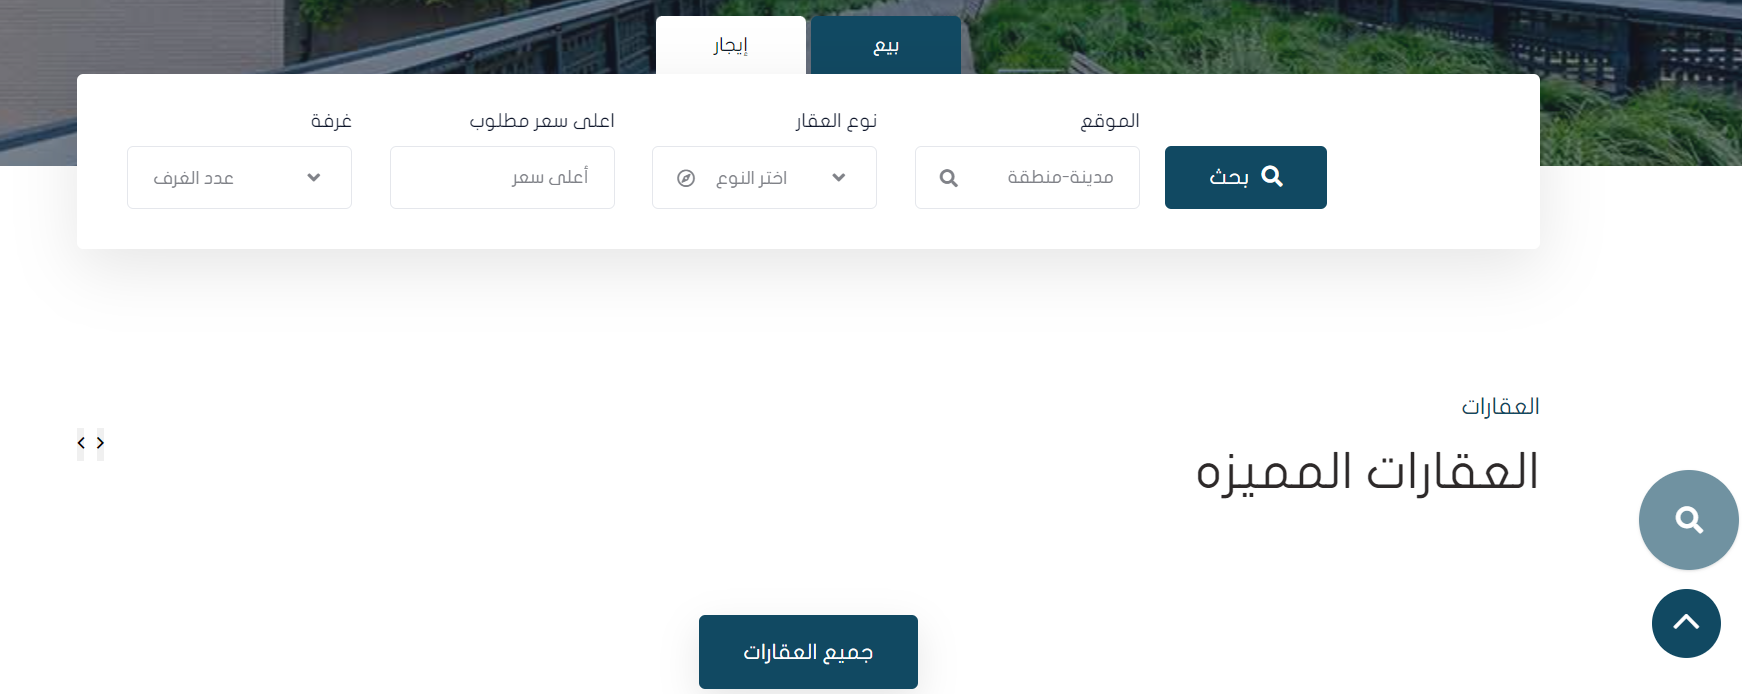 بيع
إيجار
الموقع
نوع العقار
اعلى سعر مطلوب
غرفة
بحث
مدينة-منطقة
اختر النوع
أعلى سعر
عدد الغرف
العقارات
العقارات المميزه
جميع العقارات